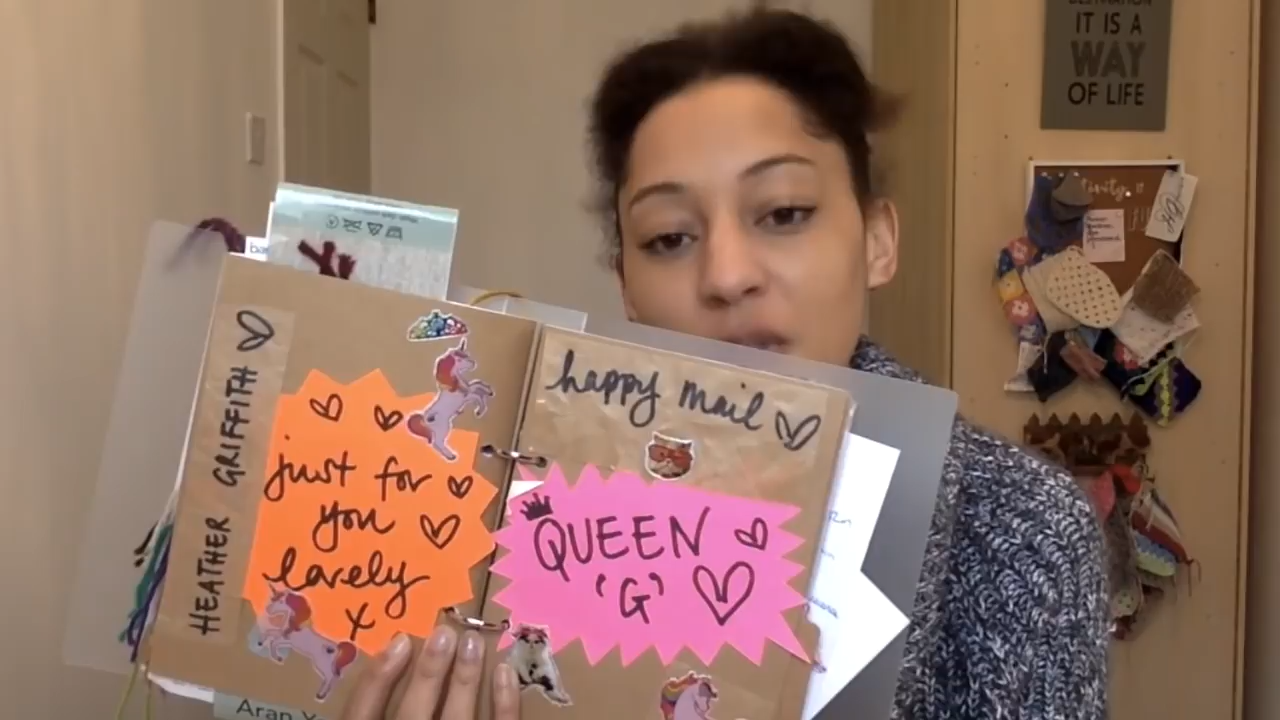 IT IS A
WAY
OF LIFE
HEATHER GRIFFITH
just for
you
lovely
x
happy mail
QUEEN
'G'